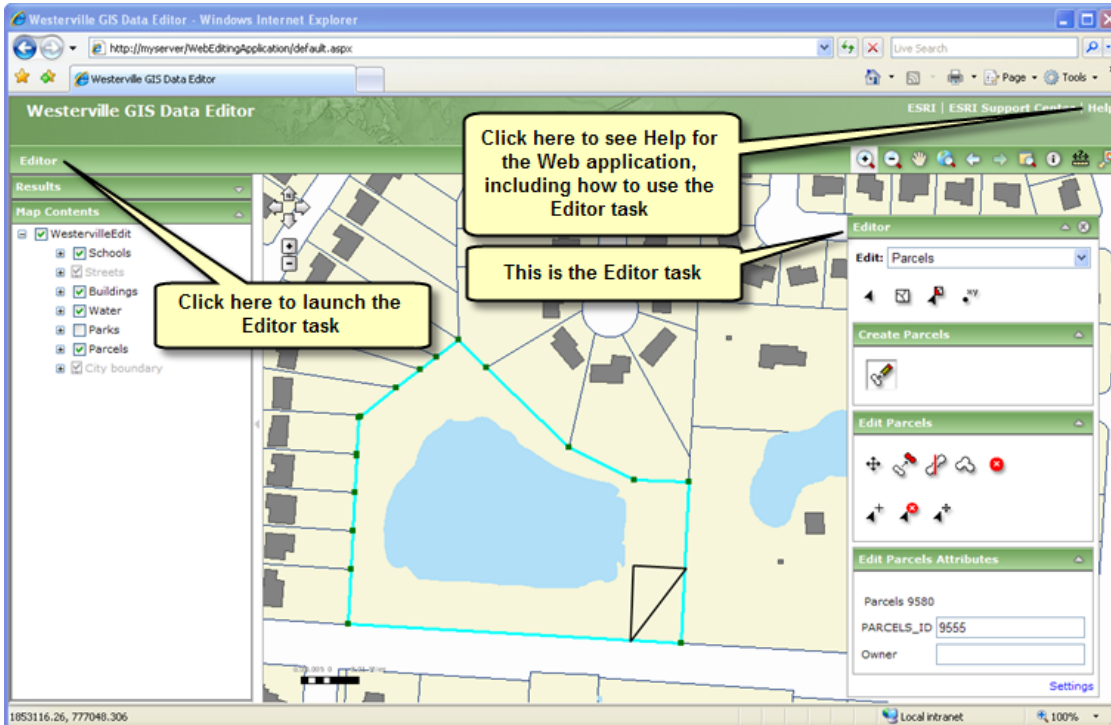 Westerville GIS Data Editor - Windows Internet Explorer
http://myserver/WebEditingApplication/default.aspx
Live Search
Westerville GIS Data Editor
Page
Tools
Westerville GIS Data Editor
ESRI | ESRI Support Center | Help
Click here to see Help for
the Web application,
including how to use the
Editor task
Editor
Results
Map Contents
WestervilleEdit
Schools
Streets
Buildings
Water
Parks
Parcels
City boundary
Click here to launch the
Editor task
This is the Editor task
N
Editor
Edit: Parcels
xy
Create Parcels
Edit Parcels
Edit Parcels Attributes
Parcels 9580
PARCELS_ID 9555
Owner
Settings
1853116.26, 777048.306
Local intranet
100%